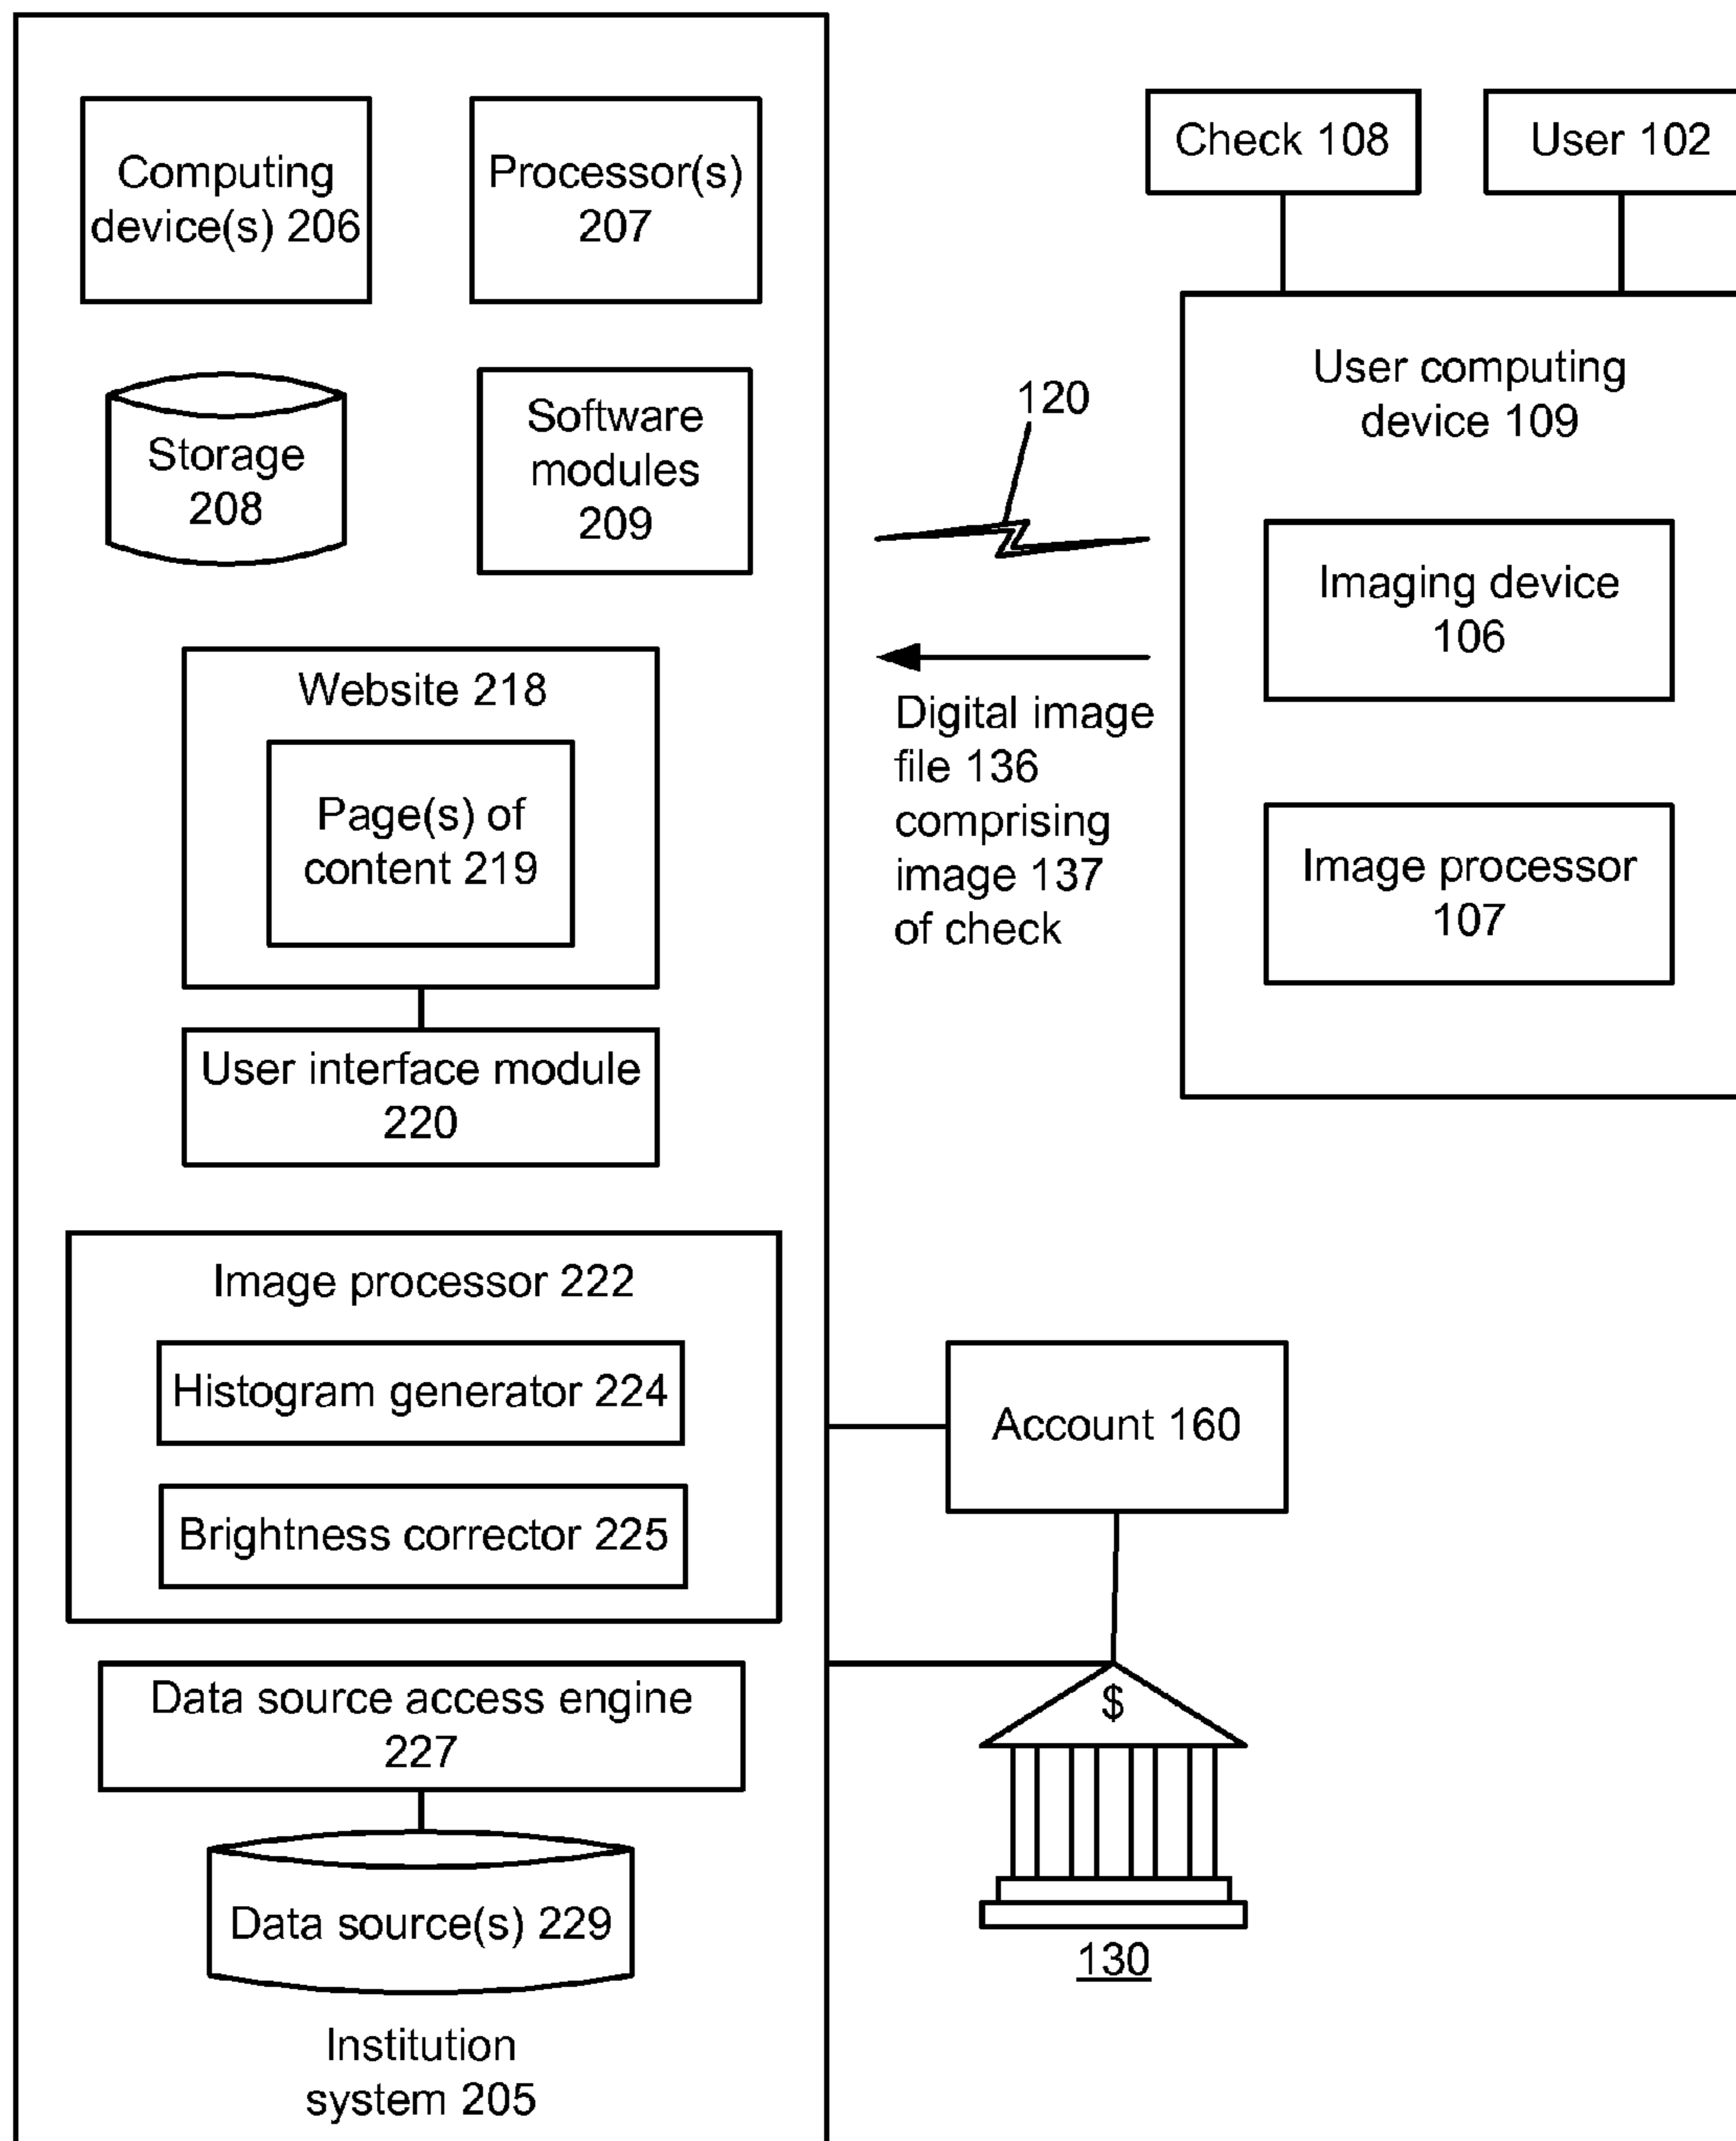 Computing
device(s) 206
Processor(s)
207
Storage
208
Software
modules
209
Website 218
Page(s) of
content 219
User interface module
220
Image processor 222
Histogram generator 224
Brightness corrector 225
Data source access engine
227
Data source(s) 229
Institution
system 205
120
Digital image
file 136
comprising
image 137
of check
Check 108
User 102
User computing
device 109
Imaging device
106
Image processor
107
Account 160
$
130